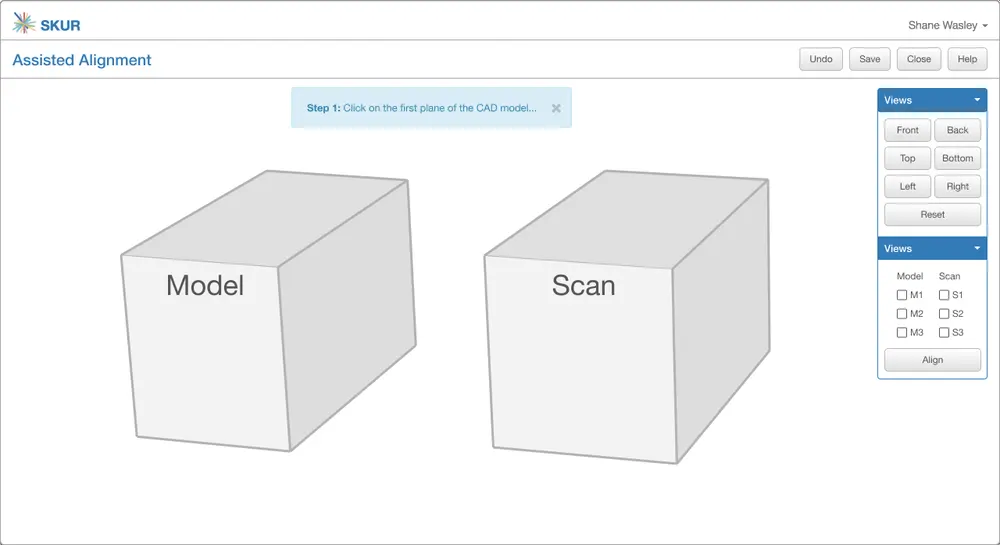 SKUR
Shane Wasley
Assisted Alignment
Undo Save Close Help
Step 1: Click on the first plane of the CAD model...
Views
Front Back
Top Bottom
Left Right
Reset
Views
Model Scan
M1 S1
M2 S2
M3 S3
Align
Model
Scan